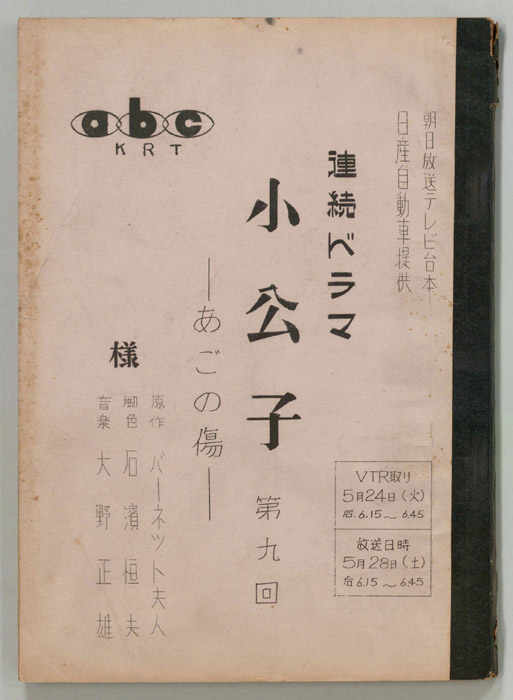 朝日放送テレビ台本
日産自動車提供
連続ドラマ
小公子 第九回
―あごの傷―
abc
KRT
様
原作 バーネット夫人
脚色 石濱恒夫
音楽 大野正雄
VTR取り
5月24日(火)
后.6.15~6.45
放送日時
5月28日(土)
6.15~6.45